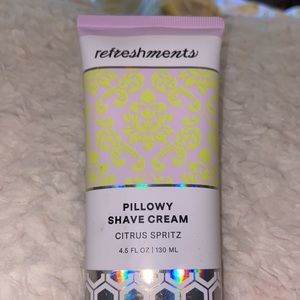 refreshments
PILLOWY
SHAVE CREAM
CITRUS SPRITZ
4.5 FL OZ | 130 ML